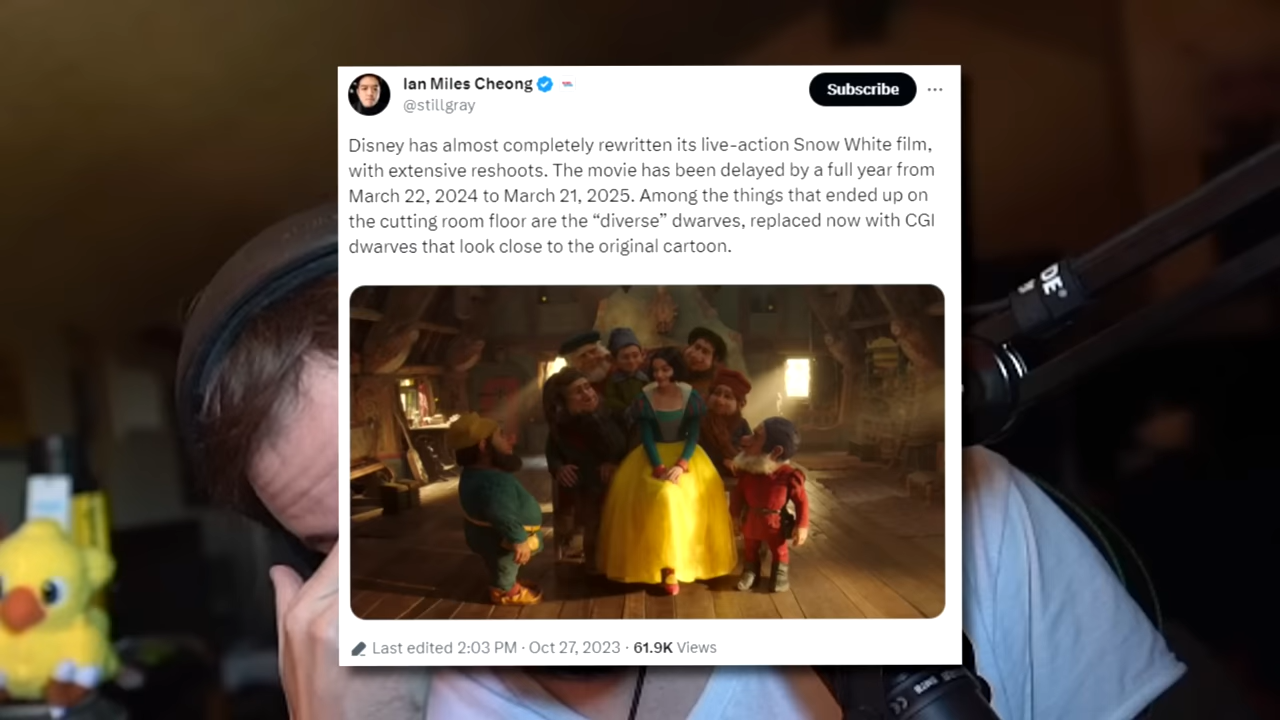 Ian Miles Cheong
@stillgray
Subscribe
Disney has almost completely rewritten its live-action Snow White film,
with extensive reshoots. The movie has been delayed by a full year from
March 22, 2024 to March 21, 2025. Among the things that ended up on
the cutting room floor are the “diverse” dwarves, replaced now with CGI
dwarves that look close to the original cartoon.
Last edited 2:03 PM · Oct 27, 2023 · 61.9K Views